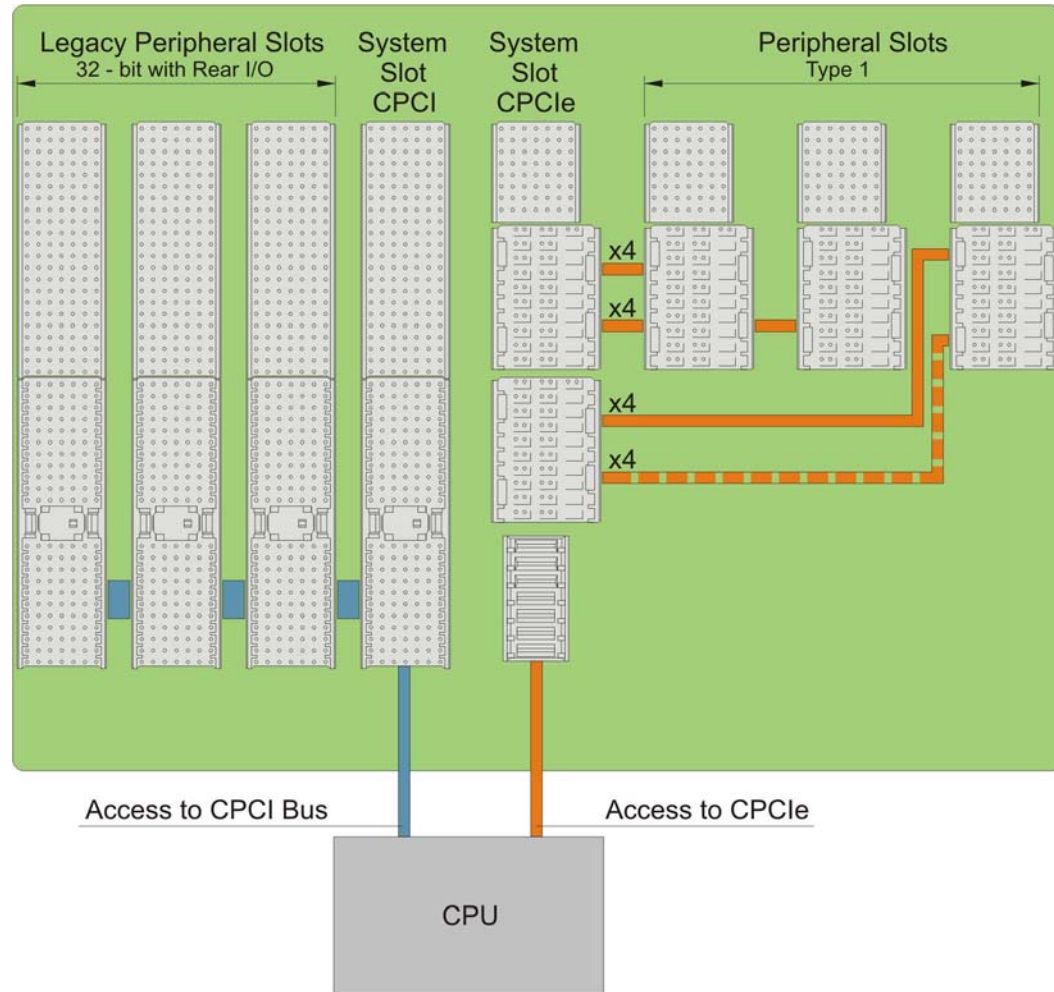 Legacy Peripheral Slots
32 - bit with Rear I/O
System
Slot
CPCI
System
Slot
CPCIe
Peripheral Slots
Type 1
x4
x4
x4
x4
Access to CPCI Bus
Access to CPCIe
CPU